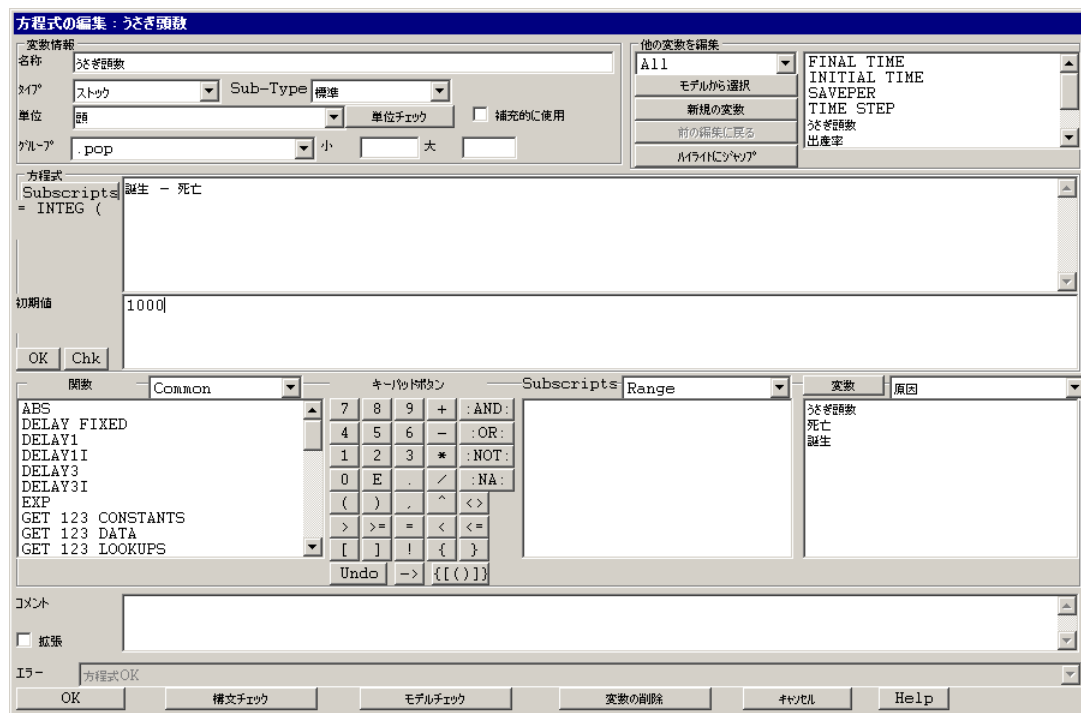 方程式の編集：うさぎ頭数
変数情報
名称 うさぎ頭数
ﾀｲﾌﾟ ストック Sub-Type 標準
単位 頭 単位チェック 補充的に使用
ｸﾞﾙｰﾌﾟ .pop 小 大
他の変数を編集
All
モデルから選択
新規の変数
前の編集に戻る
ﾊｲﾗｲﾄにｼﾞｬﾝﾌﾟ
FINAL TIME
INITIAL TIME
SAVEPER
TIME STEP
うさぎ頭数
出産率
方程式
Subscripts 誕生 - 死亡
= INTEG (
初期値 1000
OK Chk
関数 Common
ABS
DELAY FIXED
DELAY1
DELAY1I
DELAY3
DELAY3I
EXP
GET 123 CONSTANTS
GET 123 DATA
GET 123 LOOKUPS
キーパッドボタン
7 8 9 + :AND:
4 5 6 - :OR:
1 2 3 * :NOT:
0 E . / :NA:
( ) , ^ <>
> >= = < <=
[ ] ! { }
Undo -> {[()]}
Subscripts Range
変数 原因
うさぎ頭数
死亡
誕生
コメント
拡張
エラー 方程式OK
OK 構文チェック モデルチェック 変数の削除 キャンセル Help